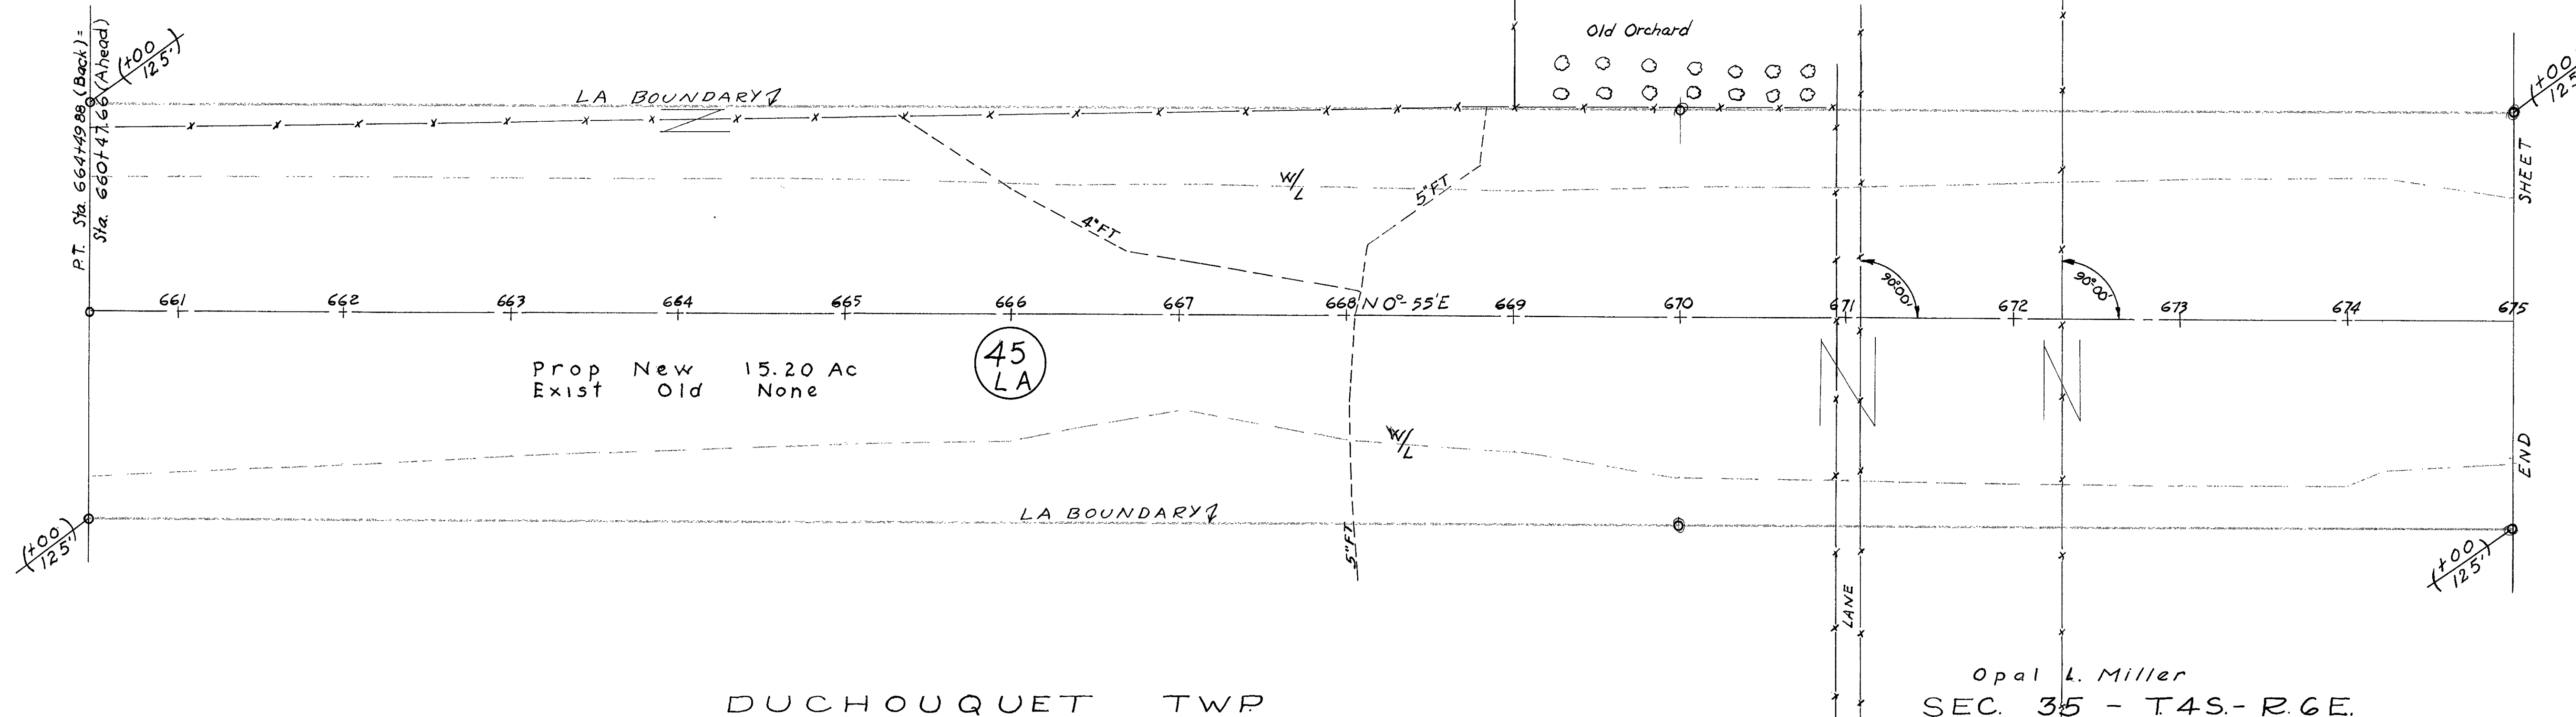 Old Orchard
P.T. Sta. 664+49.88 (Back) =
Sta. 660+47.66 (Ahead)
(+00
125')
(+00
125'
LA BOUNDARY
W/L
5"FT
4"FT
SHEET
90°00'
90°00'
661 662 663 664 665 666 667 668 N 0°-55'E 669 670 671 672 673 674 675
45
LA
Prop New 15.20 Ac
Exist Old None
W/L
END
LA BOUNDARY
5"FT
(+00)
125'
(+00
125')
LANE
Opal L. Miller
DUCHOUQUET TWP.
SEC. 35 - T.4S.- R.6E.